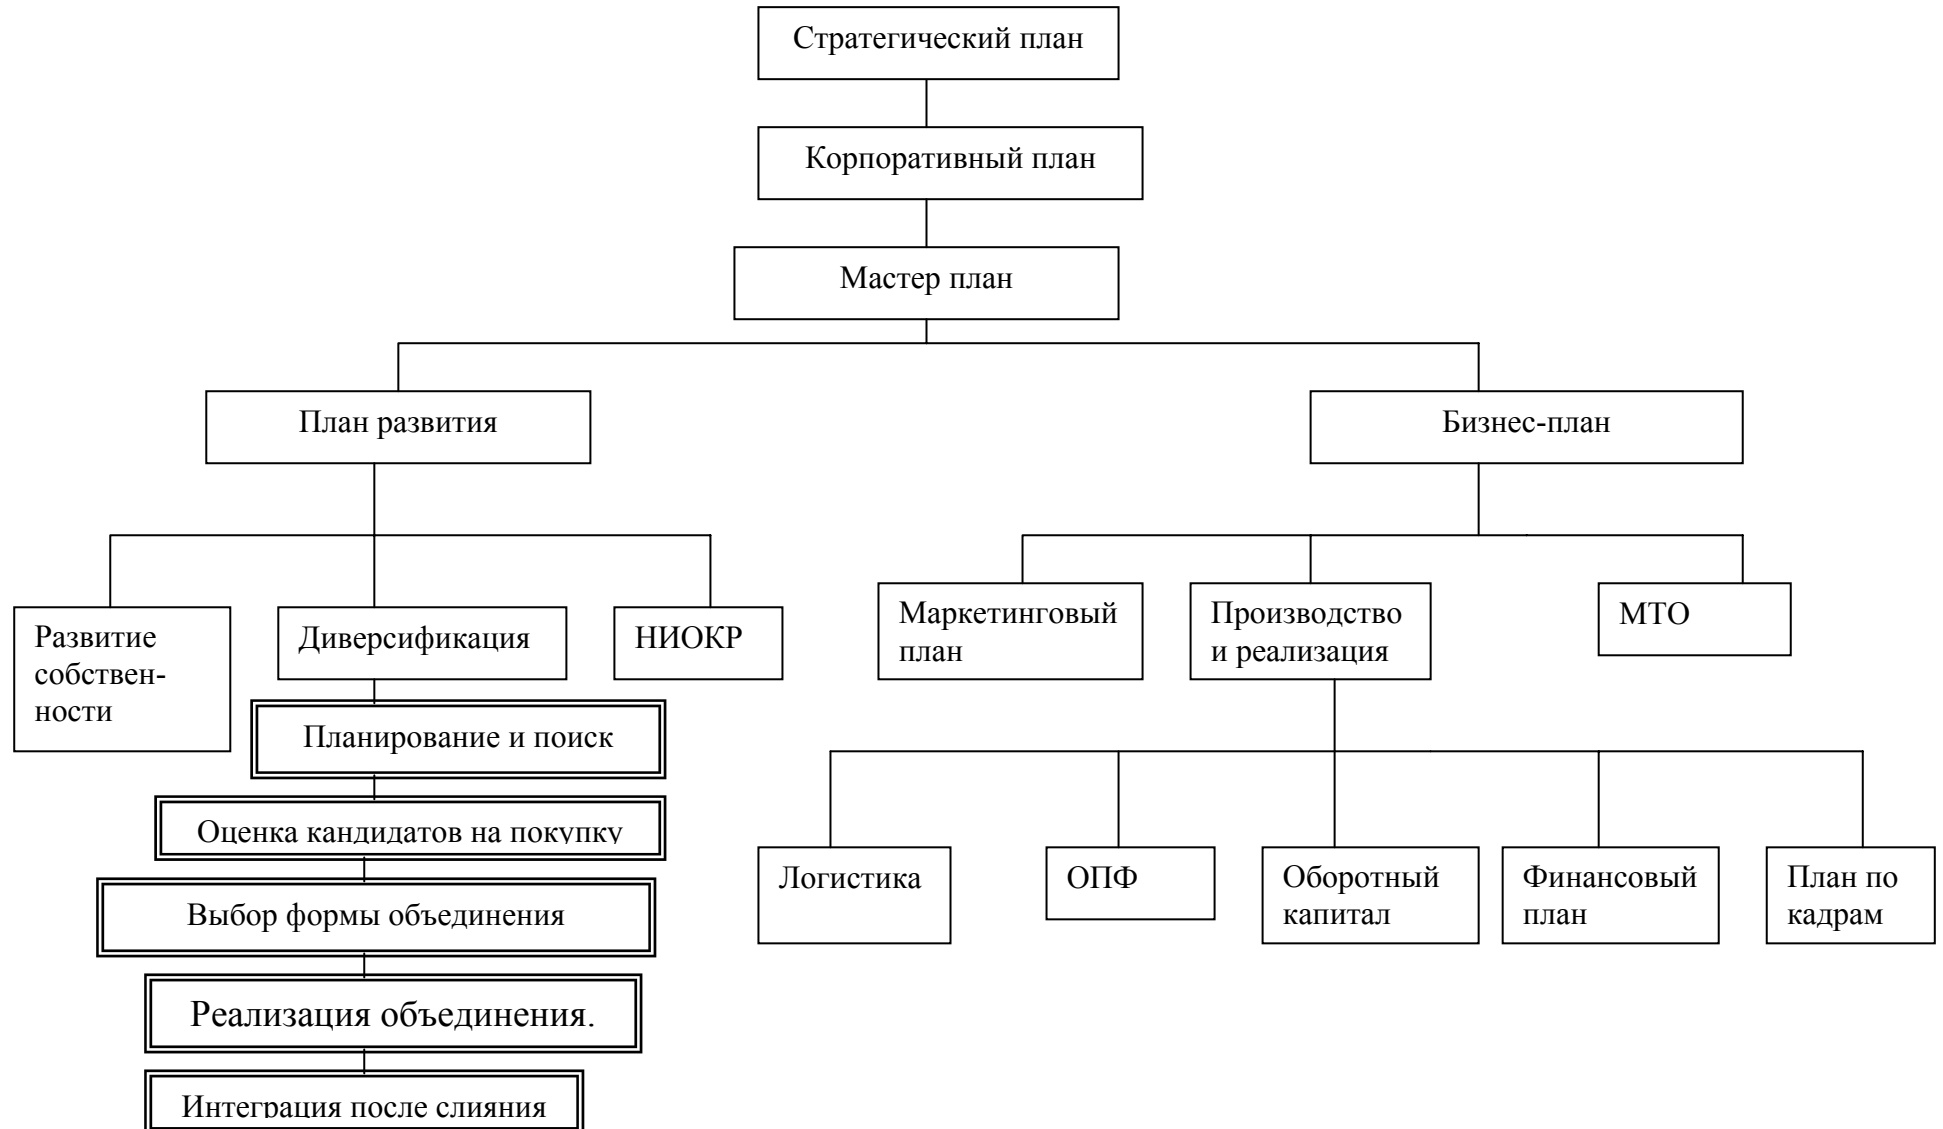 Стратегический план
Корпоративный план
Мастер план
План развития
Бизнес-план
Развитие
собствен-
ности
Диверсификация
НИОКР
Маркетинговый
план
Производство
и реализация
МТО
Планирование и поиск
Оценка кандидатов на покупку
Выбор формы объединения
Реализация объединения.
Интеграция после слияния
Логистика
ОПФ
Оборотный
капитал
Финансовый
план
План по
кадрам